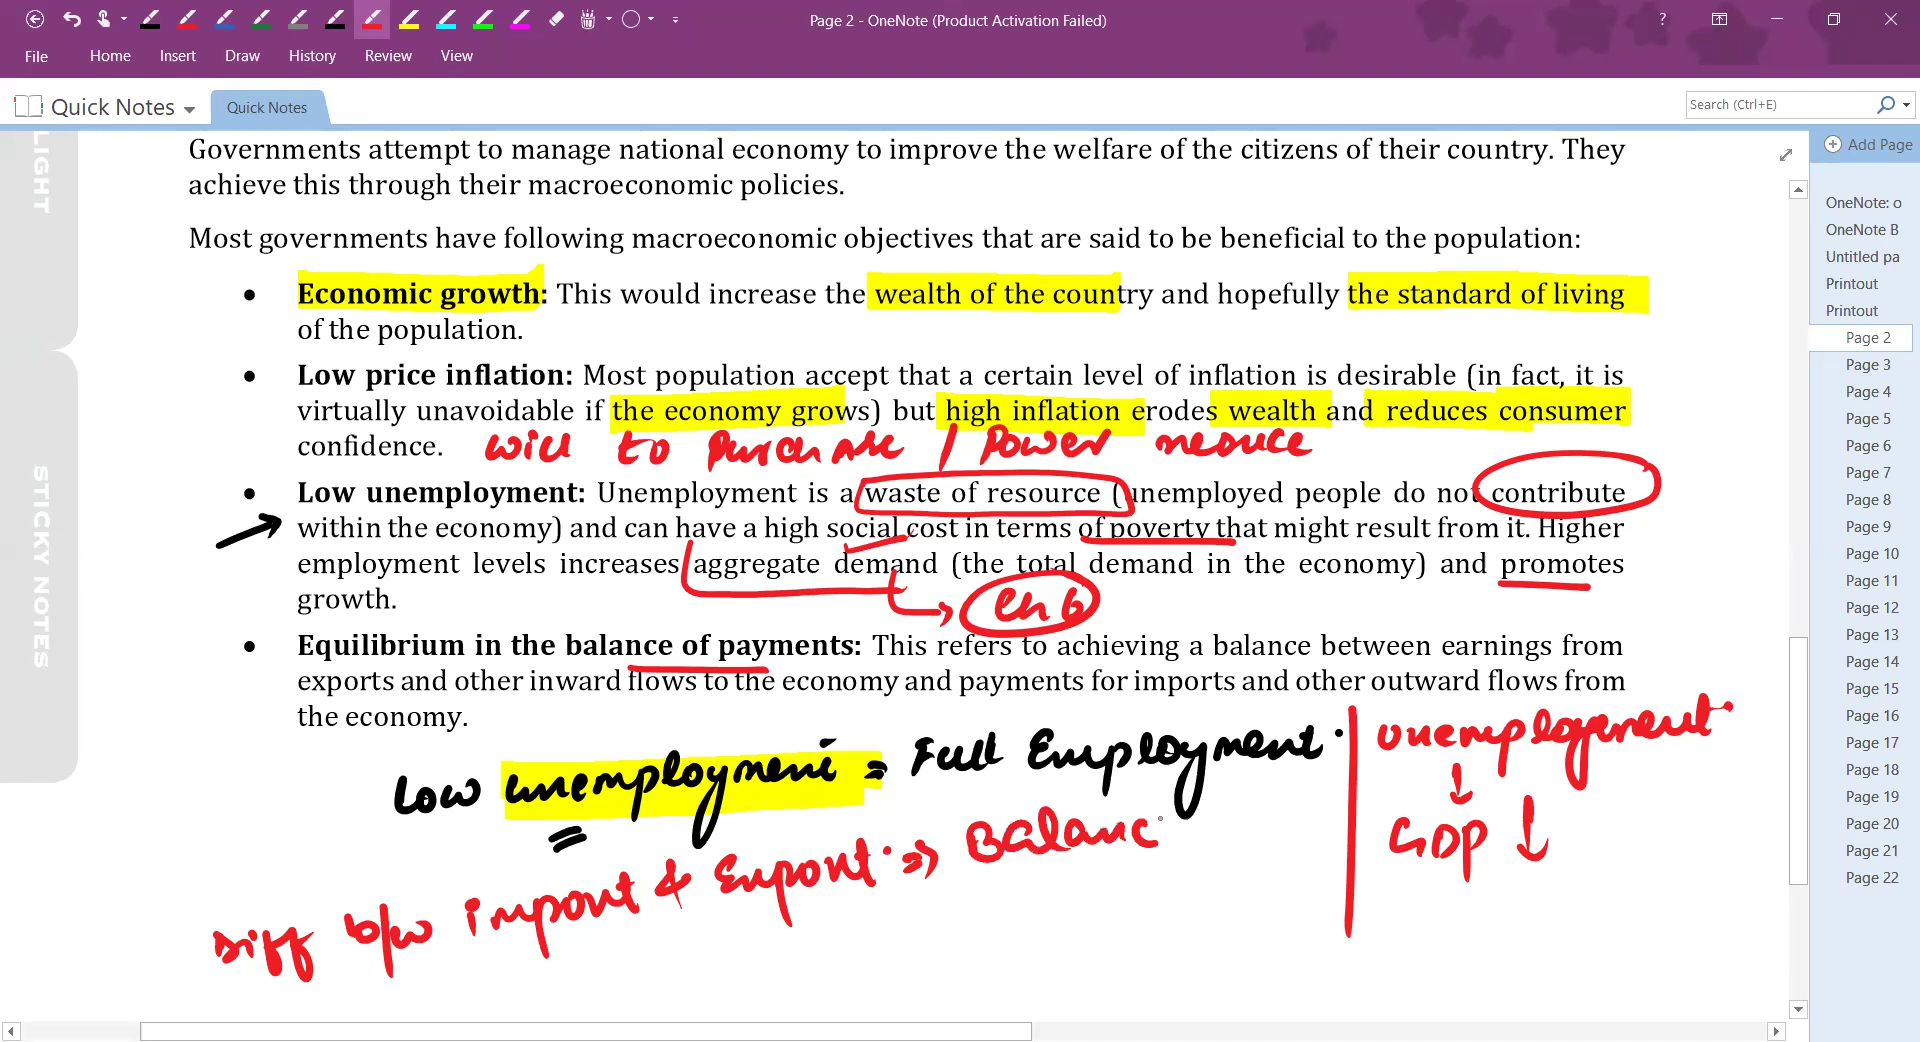 Page 2 - OneNote (Product Activation Failed)
?
File Home Insert Draw History Review View
Quick Notes
Quick Notes
Search (Ctrl+E)
LIGHT
STICKY NOTES
Governments attempt to manage national economy to improve the welfare of the citizens of their country. They
achieve this through their macroeconomic policies.
Most governments have following macroeconomic objectives that are said to be beneficial to the population:
• Economic growth: This would increase the wealth of the country and hopefully the standard of living
of the population.
• Low price inflation: Most population accept that a certain level of inflation is desirable (in fact, it is
virtually unavoidable if the economy grows) but high inflation erodes wealth and reduces consumer
confidence.
will to purchase / Power reduce
• Low unemployment: Unemployment is a waste of resource (unemployed people do not contribute
within the economy) and can have a high social cost in terms of poverty that might result from it. Higher
employment levels increases aggregate demand (the total demand in the economy) and promotes
growth.
Ch 6
• Equilibrium in the balance of payments: This refers to achieving a balance between earnings from
exports and other inward flows to the economy and payments for imports and other outward flows from
the economy.
Low unemployment = Full Employment
Diff b/w import & Export => Balanc
unemployement
GDP
Add Page
OneNote: o
OneNote B
Untitled pa
Printout
Printout
Page 2
Page 3
Page 4
Page 5
Page 6
Page 7
Page 8
Page 9
Page 10
Page 11
Page 12
Page 13
Page 14
Page 15
Page 16
Page 17
Page 18
Page 19
Page 20
Page 21
Page 22